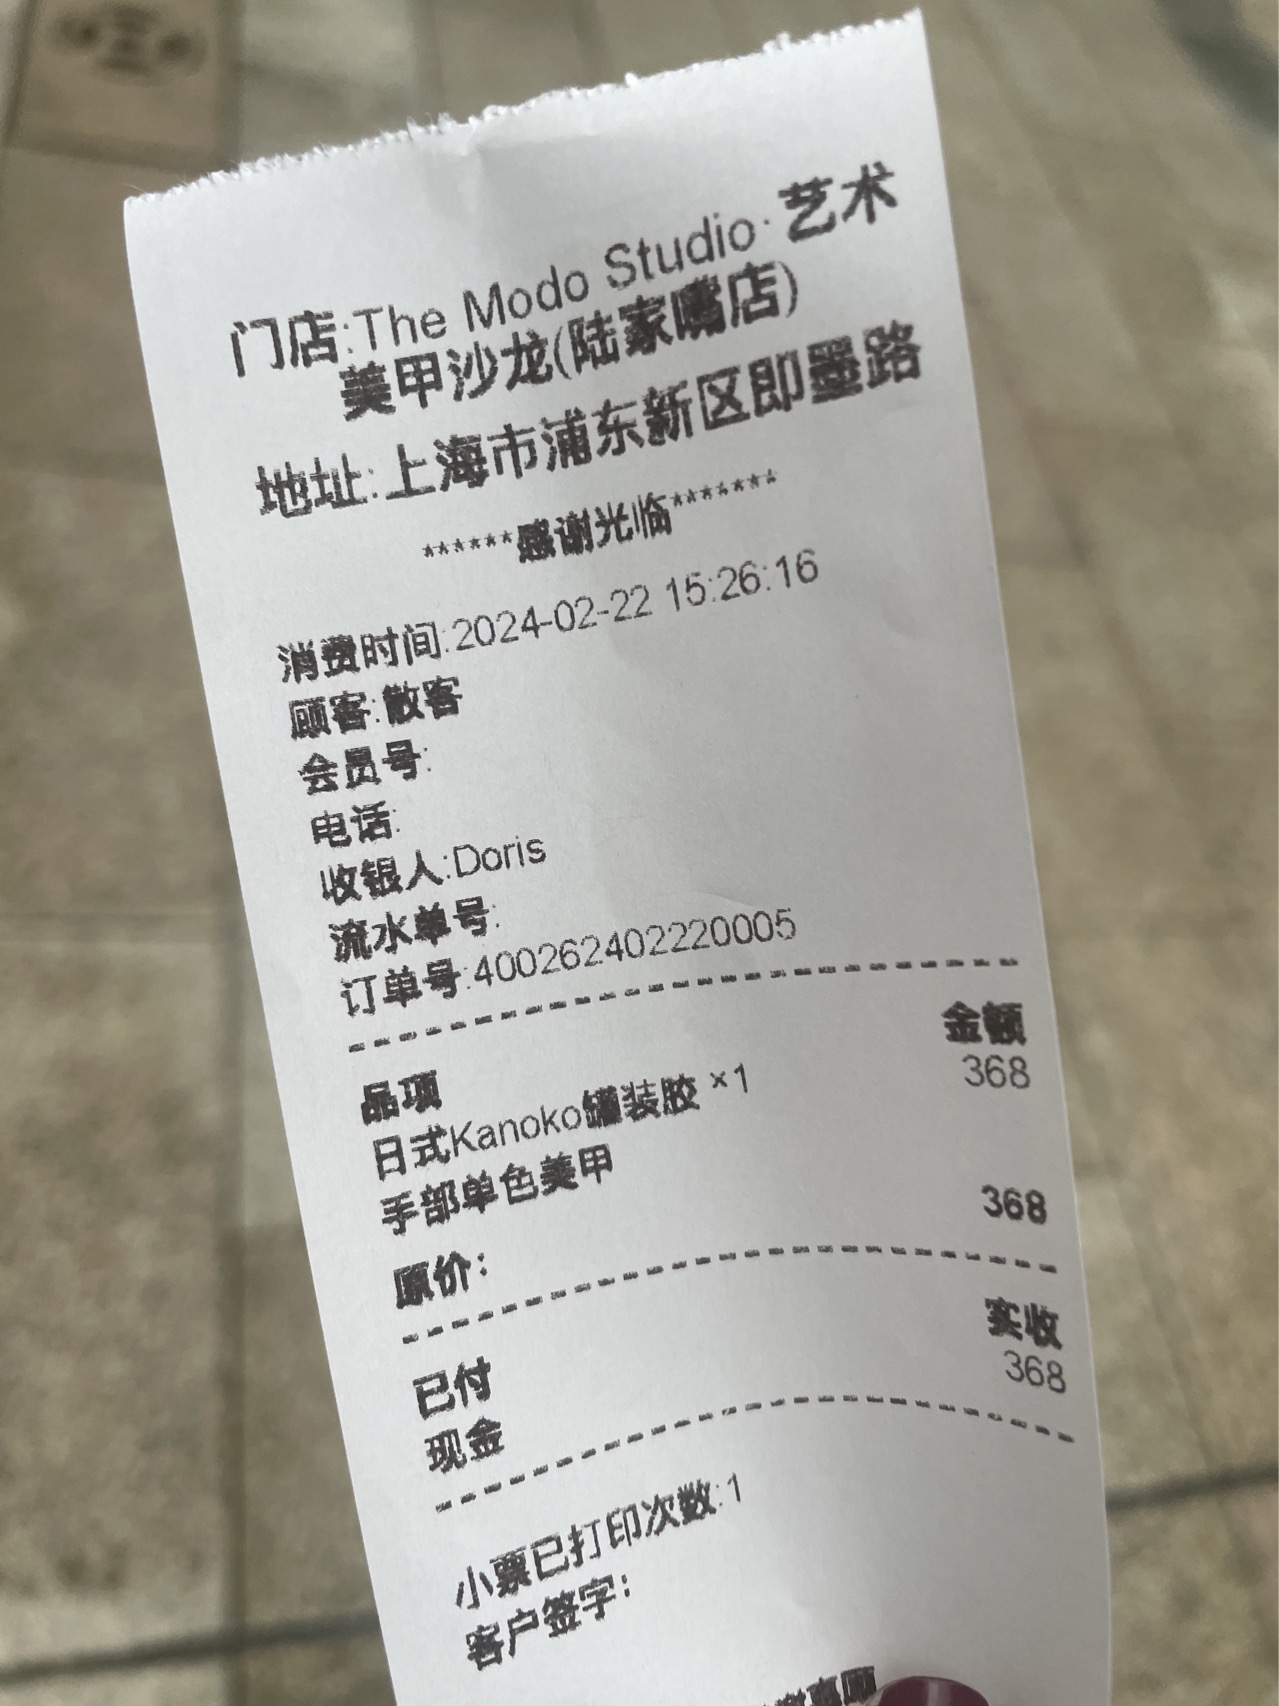 门店:The Modo Studio·艺术
美甲沙龙(陆家嘴店)
地址:上海市浦东新区即墨路
******感谢光临*******
消费时间:2024-02-22 15:26:16
顾客:散客
会员号:
电话:
收银人:Doris
流水单号:
订单号:400262402220005
品项 金额
日式Kanoko罐装胶 ×1 368
手部单色美甲
原价: 368
已付 实收
现金 368
小票已打印次数:1
客户签字:
惠顾